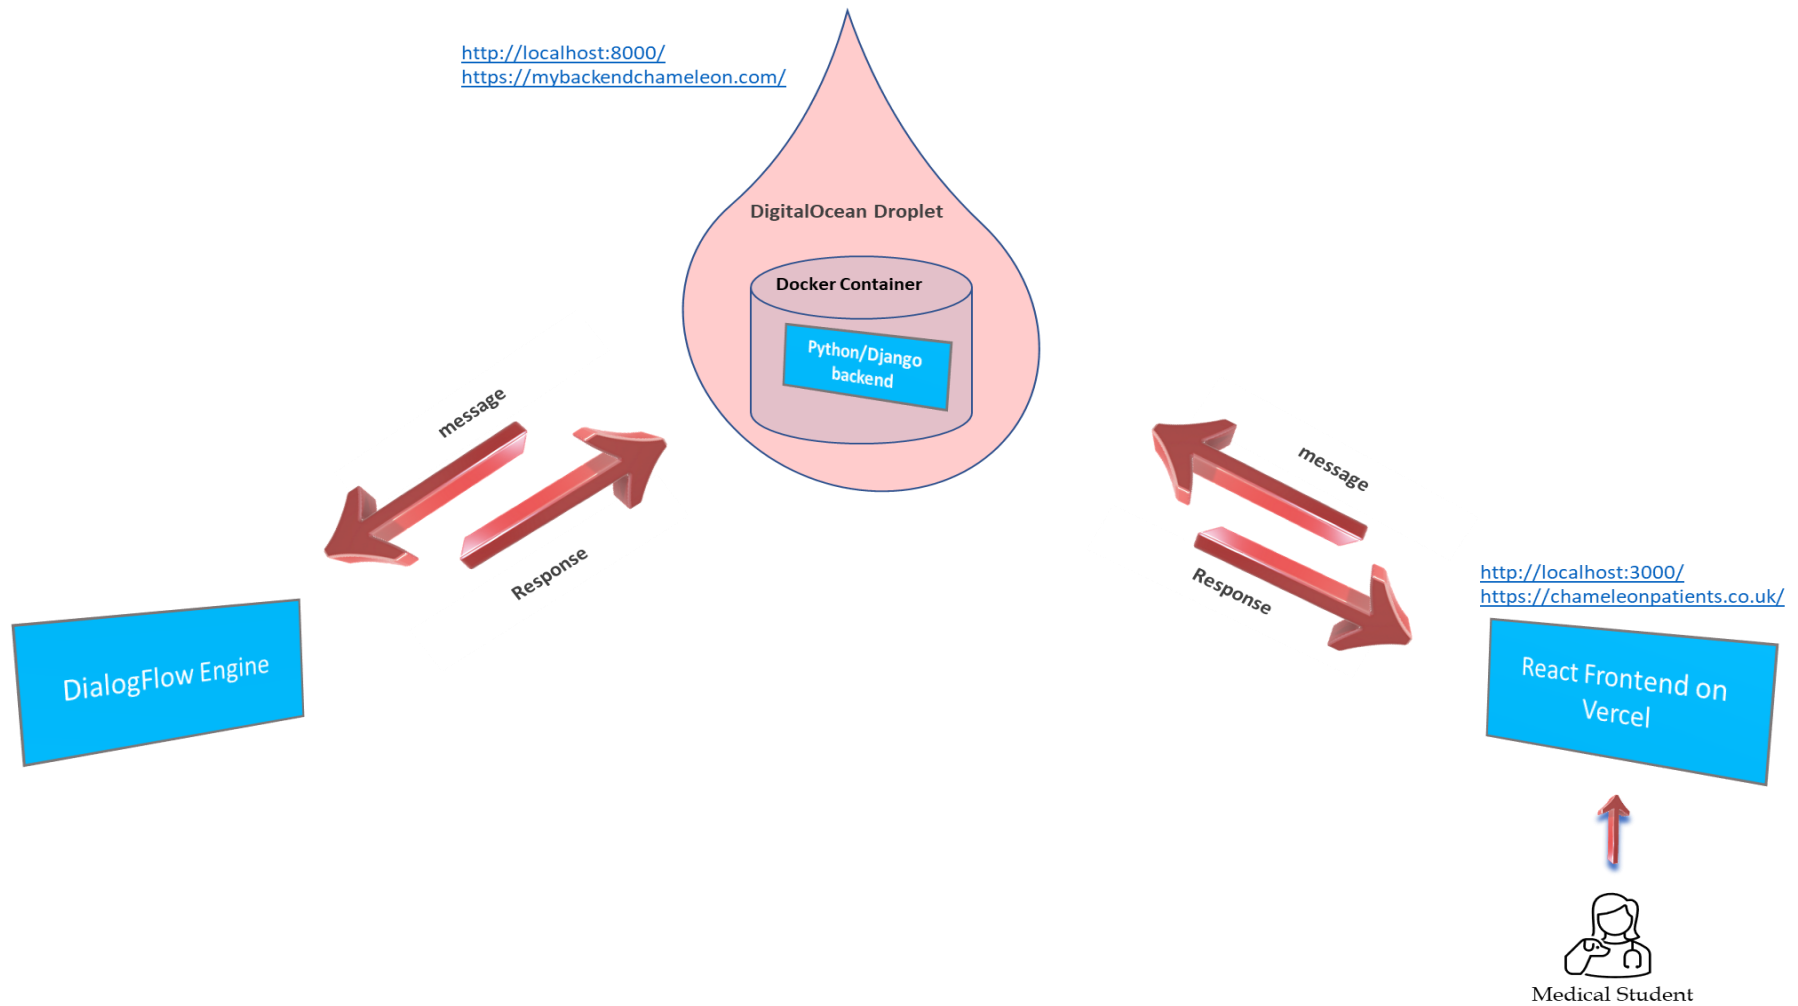 http://localhost:8000/
https://mybackendchameleon.com/
DigitalOcean Droplet
Docker Container
Python/Django
backend
message
Response
message
Response
DialogFlow Engine
http://localhost:3000/
https://chameleonpatients.co.uk/
React Frontend on
Vercel
Medical Student